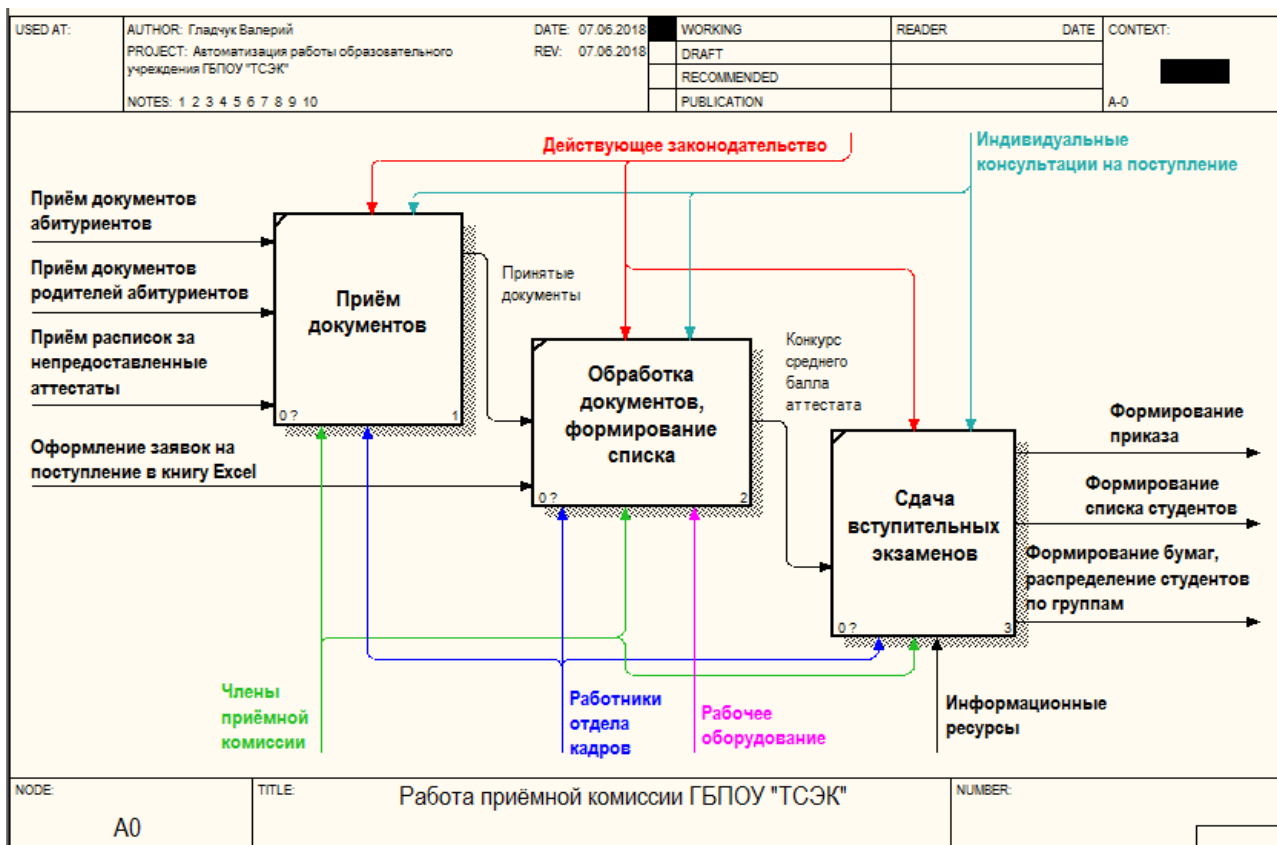 USED AT:
AUTHOR: Гладчук Валерий
DATE: 07.06.2018
PROJECT: Автоматизация работы образовательного
учреждения ГБПОУ "ТСЭК"
REV: 07.06.2018
NOTES: 1 2 3 4 5 6 7 8 9 10
WORKING
DRAFT
RECOMMENDED
PUBLICATION
READER
DATE
CONTEXT:
A-0
Действующее законодательство
Индивидуальные
консультации на поступление
Приём документов
абитуриентов
Приём документов
родителей абитуриентов
Приём расписок за
непредоставленные
аттестаты
Оформление заявок на
поступление в книгу Excel
Приём
документов
0 ?
1
Принятые
документы
Обработка
документов,
формирование
списка
0 ?
2
Конкурс
среднего
балла
аттестата
Сдача
вступительных
экзаменов
0 ?
3
Формирование
приказа
Формирование
списка студентов
Формирование бумаг,
распределение студентов
по группам
Члены
приёмной
комиссии
Работники
отдела
кадров
Рабочее
оборудование
Информационные
ресурсы
NODE:
A0
TITLE:
Работа приёмной комиссии ГБПОУ "ТСЭК"
NUMBER: